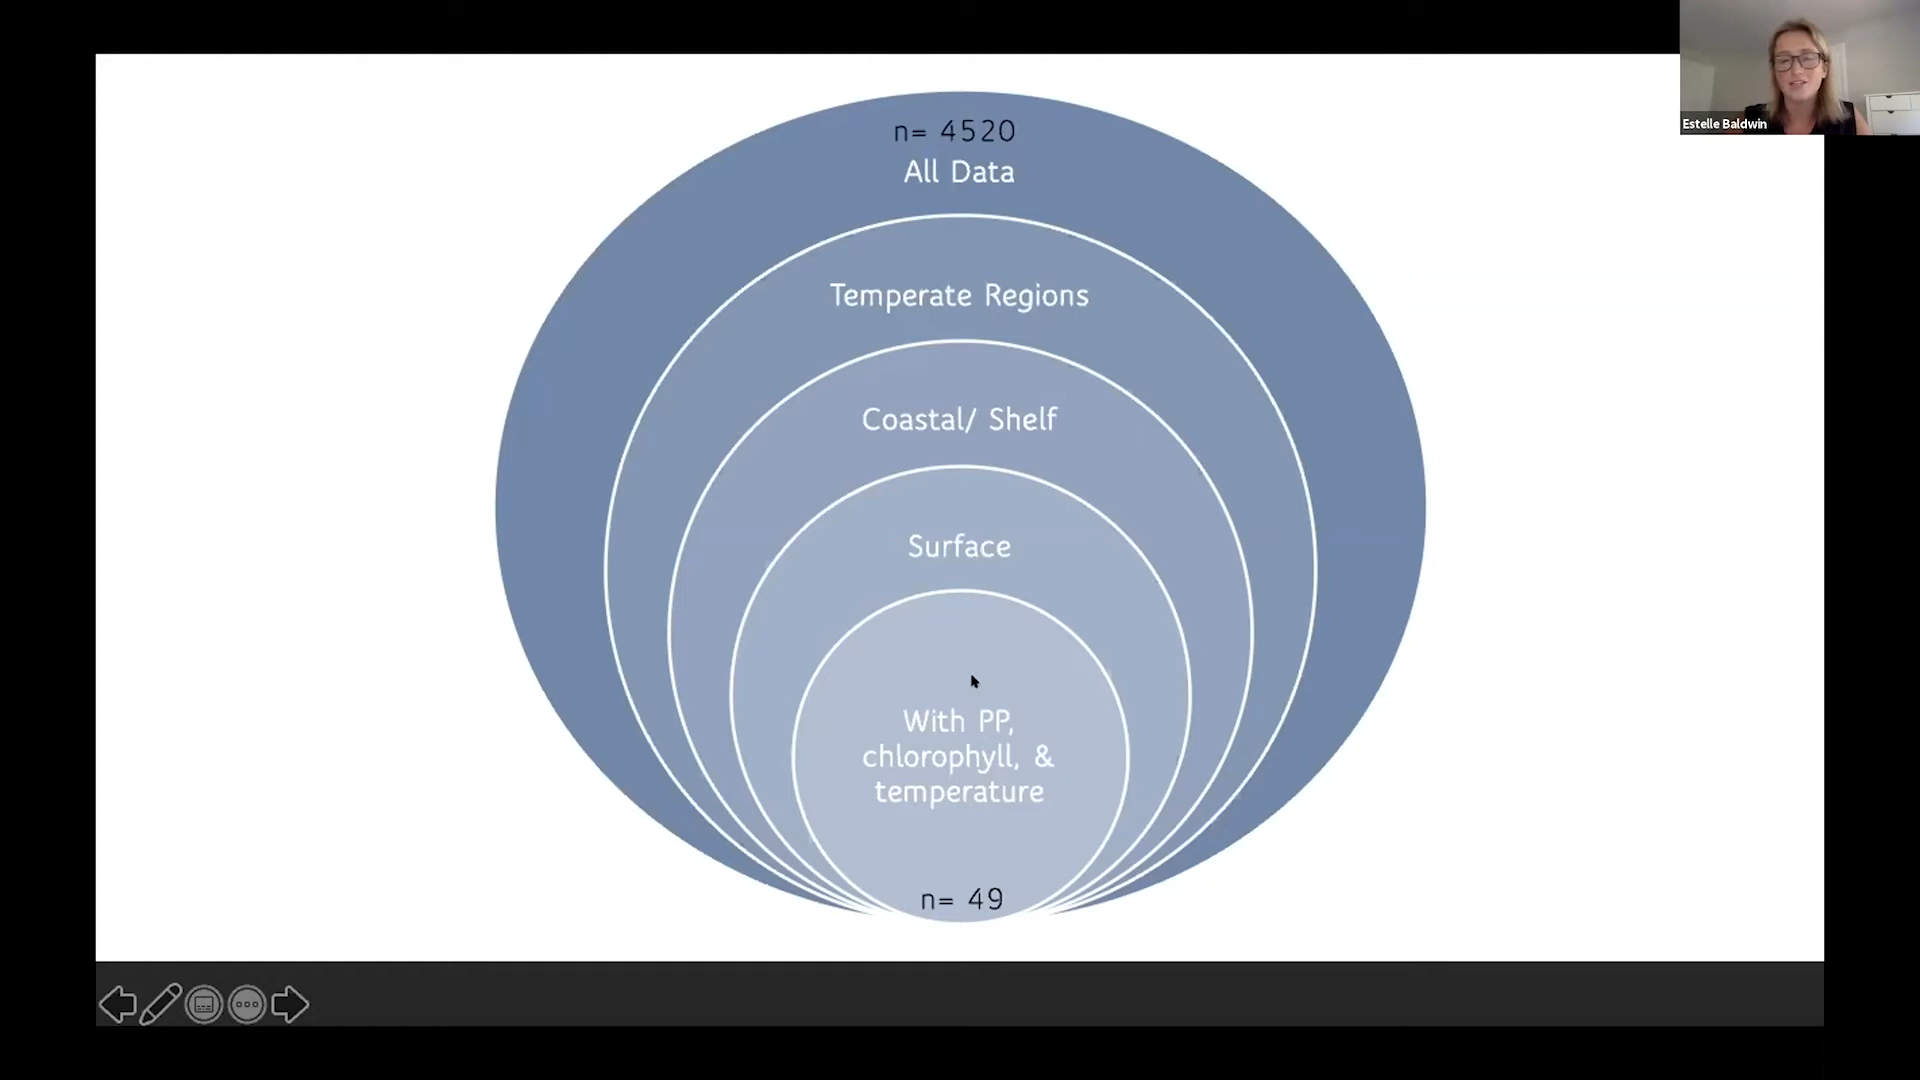 Estelle Baldwin
n= 4520
All Data
Temperate Regions
Coastal/ Shelf
Surface
With PP,
chlorophyll, &
temperature
n= 49